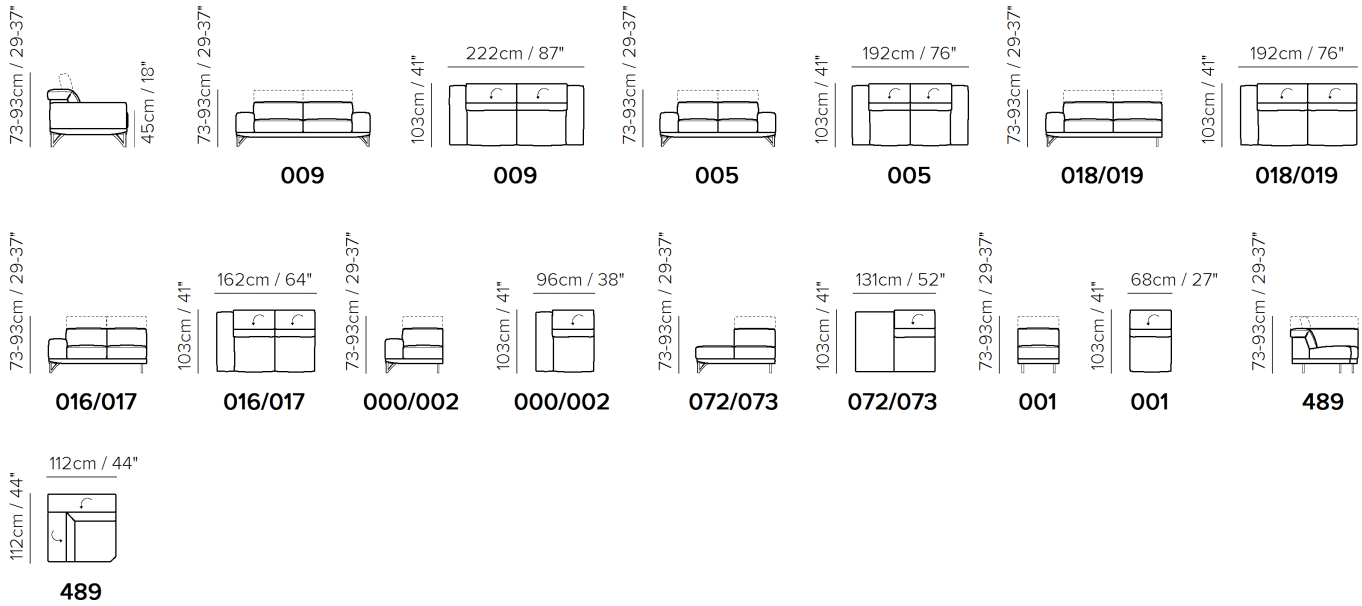 73-93cm / 29-37"
45cm / 18"
73-93cm / 29-37"
009
222cm / 87"
103cm / 41"
009
73-93cm / 29-37"
005
192cm / 76"
103cm / 41"
005
73-93cm / 29-37"
018/019
192cm / 76"
103cm / 41"
018/019
73-93cm / 29-37"
016/017
162cm / 64"
103cm / 41"
016/017
73-93cm / 29-37"
000/002
96cm / 38"
103cm / 41"
000/002
73-93cm / 29-37"
072/073
131cm / 52"
103cm / 41"
072/073
73-93cm / 29-37"
001
68cm / 27"
103cm / 41"
001
73-93cm / 29-37"
489
112cm / 44"
112cm / 44"
489